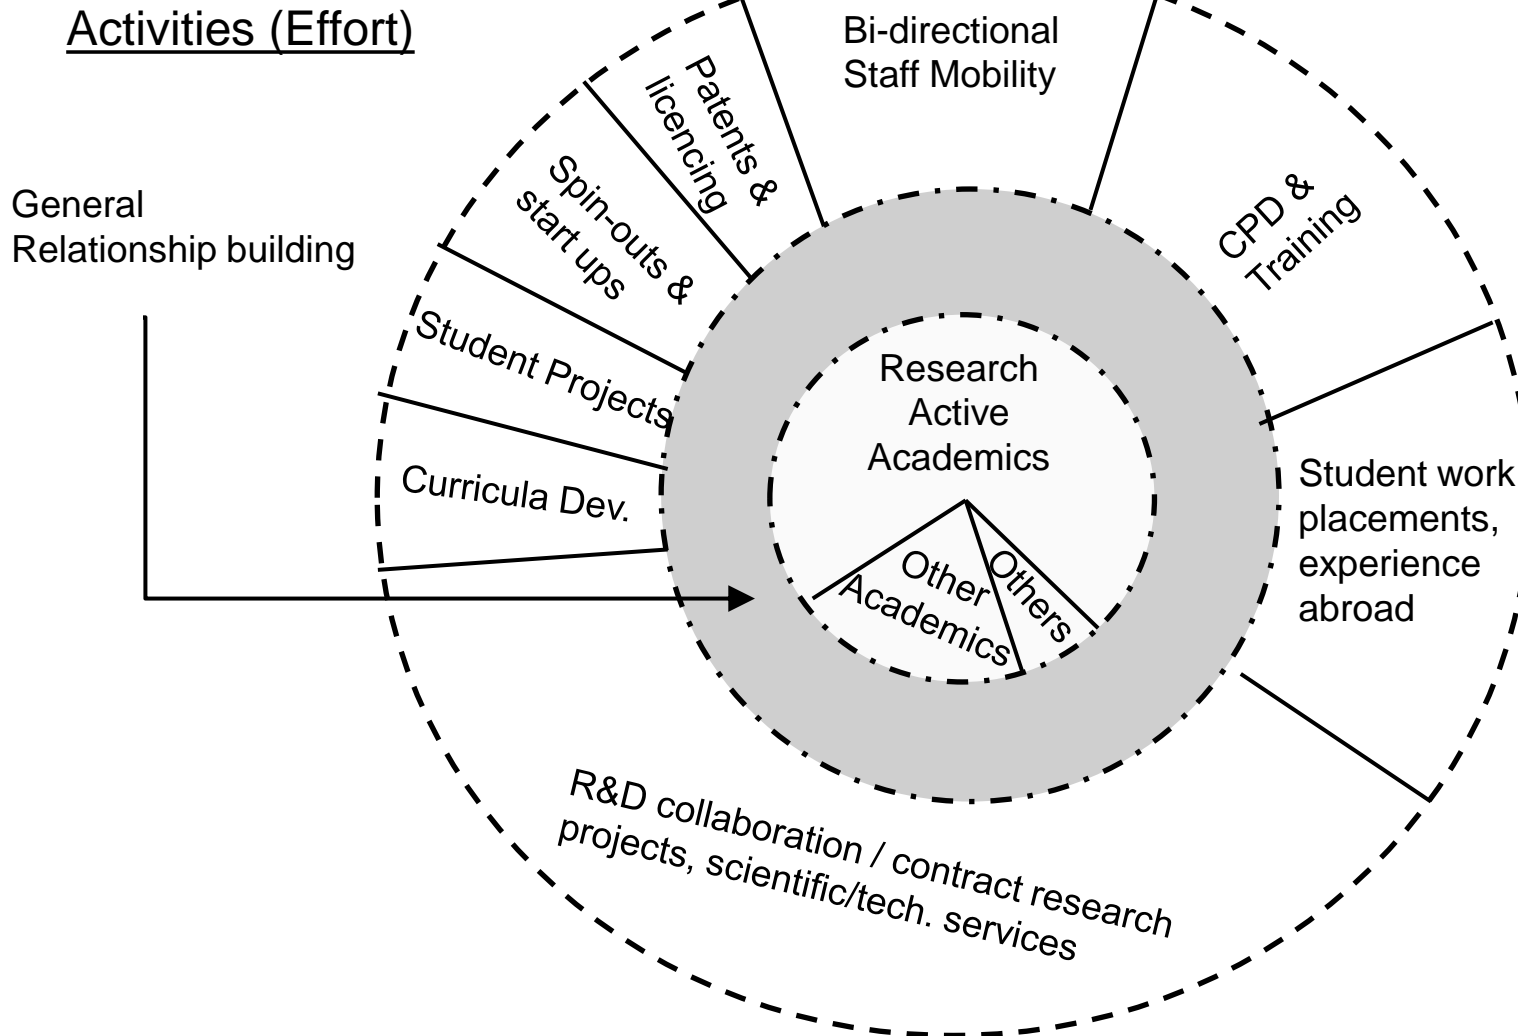 Activities (Effort)
Bi-directional
Staff Mobility
Patents &
licencing
Spin-outs &
start ups
General
Relationship building
CPD &
Training
Student Projects
Research
Active
Academics
Curricula Dev.
Student work
placements,
experience
abroad
Other
Academics
Others
R&D collaboration / contract research
projects, scientific/tech. services